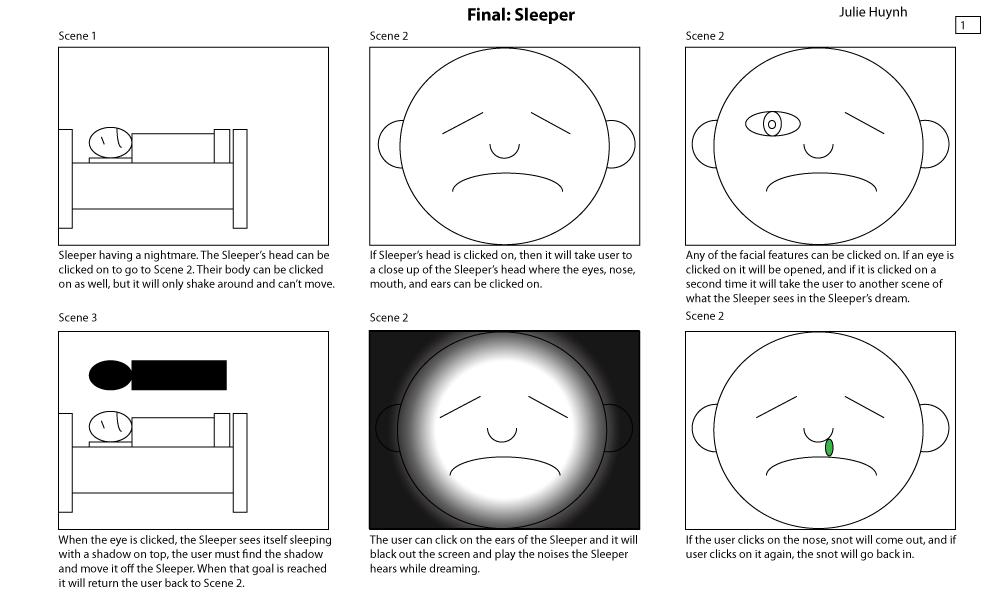 Final: Sleeper
Julie Huynh
1
Scene 1
Sleeper having a nightmare. The Sleeper's head can be
clicked on to go to Scene 2. Their body can be clicked
on as well, but it will only shake around and can't move.
Scene 2
If Sleeper's head is clicked on, then it will take user to
a close up of the Sleeper's head where the eyes, nose,
mouth, and ears can be clicked on.
Scene 2
Any of the facial features can be clicked on. If an eye is
clicked on it will be opened, and if it is clicked on a
second time it will take the user to another scene of
what the Sleeper sees in the Sleeper's dream.
Scene 3
When the eye is clicked, the Sleeper sees itself sleeping
with a shadow on top, the user must find the shadow
and move it off the Sleeper. When that goal is reached
it will return the user back to Scene 2.
Scene 2
The user can click on the ears of the Sleeper and it will
black out the screen and play the noises the Sleeper
hears while dreaming.
Scene 2
If the user clicks on the nose, snot will come out, and if
user clicks on it again, the snot will go back in.